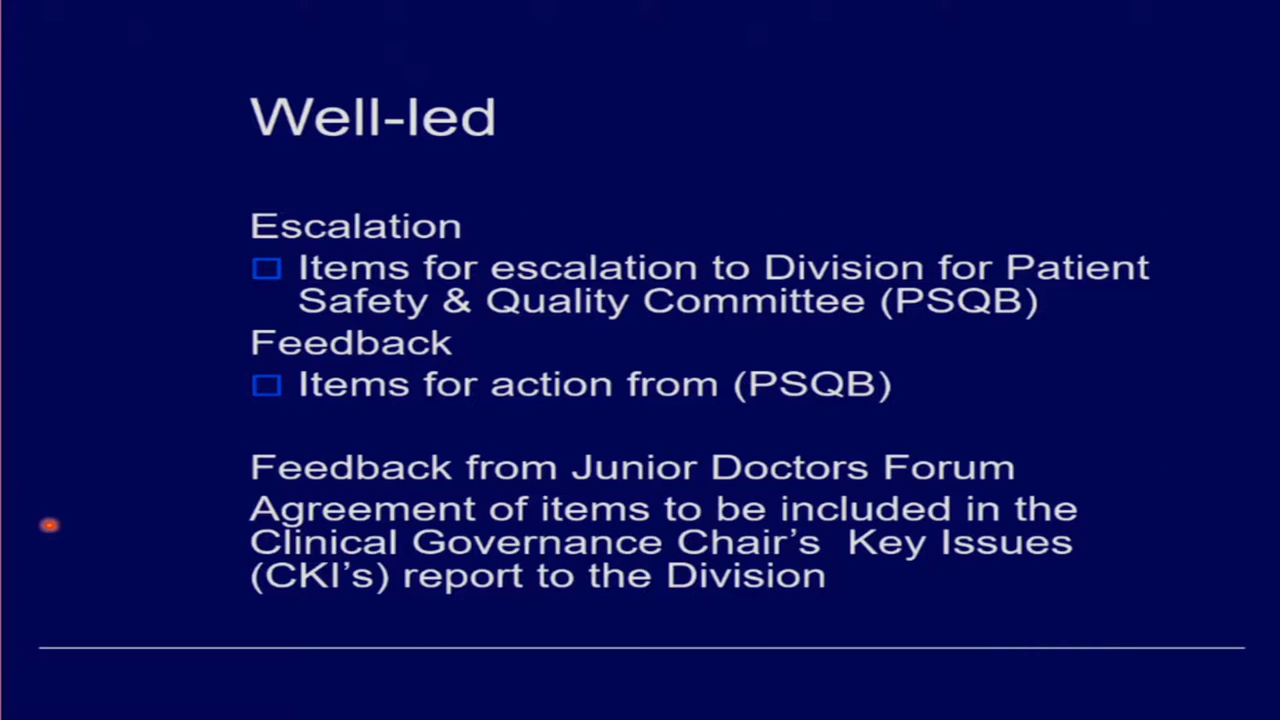 Well-led
Escalation
Items for escalation to Division for Patient
Safety & Quality Committee (PSQB)
Feedback
Items for action from (PSQB)
Feedback from Junior Doctors Forum
Agreement of items to be included in the
Clinical Governance Chair's Key Issues
(CKI's) report to the Division